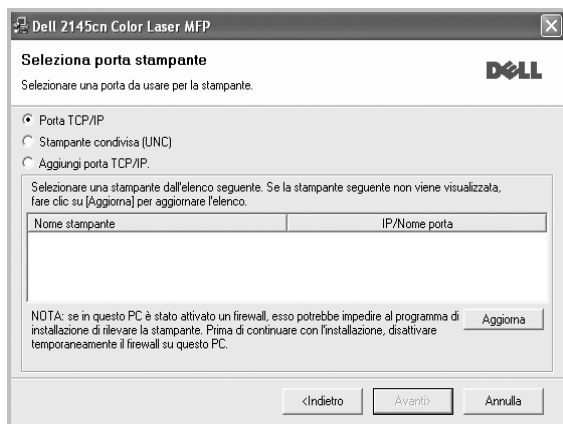 Dell 2145cn Color Laser MFP
Seleziona porta stampante
Selezionare una porta da usare per la stampante.
DELL
Porta TCP/IP
Stampante condivisa (UNC)
Aggiungi porta TCP/IP.
Selezionare una stampante dall'elenco seguente. Se la stampante seguente non viene visualizzata,
fare clic su [Aggiorna] per aggiornare l'elenco.
Nome stampante IP/Nome porta
NOTA: se in questo PC è stato attivato un firewall, esso potrebbe impedire al programma di
installazione di rilevare la stampante. Prima di continuare con l'installazione, disattivare
temporaneamente il firewall su questo PC.
Aggiorna
<Indietro Avanti> Annulla